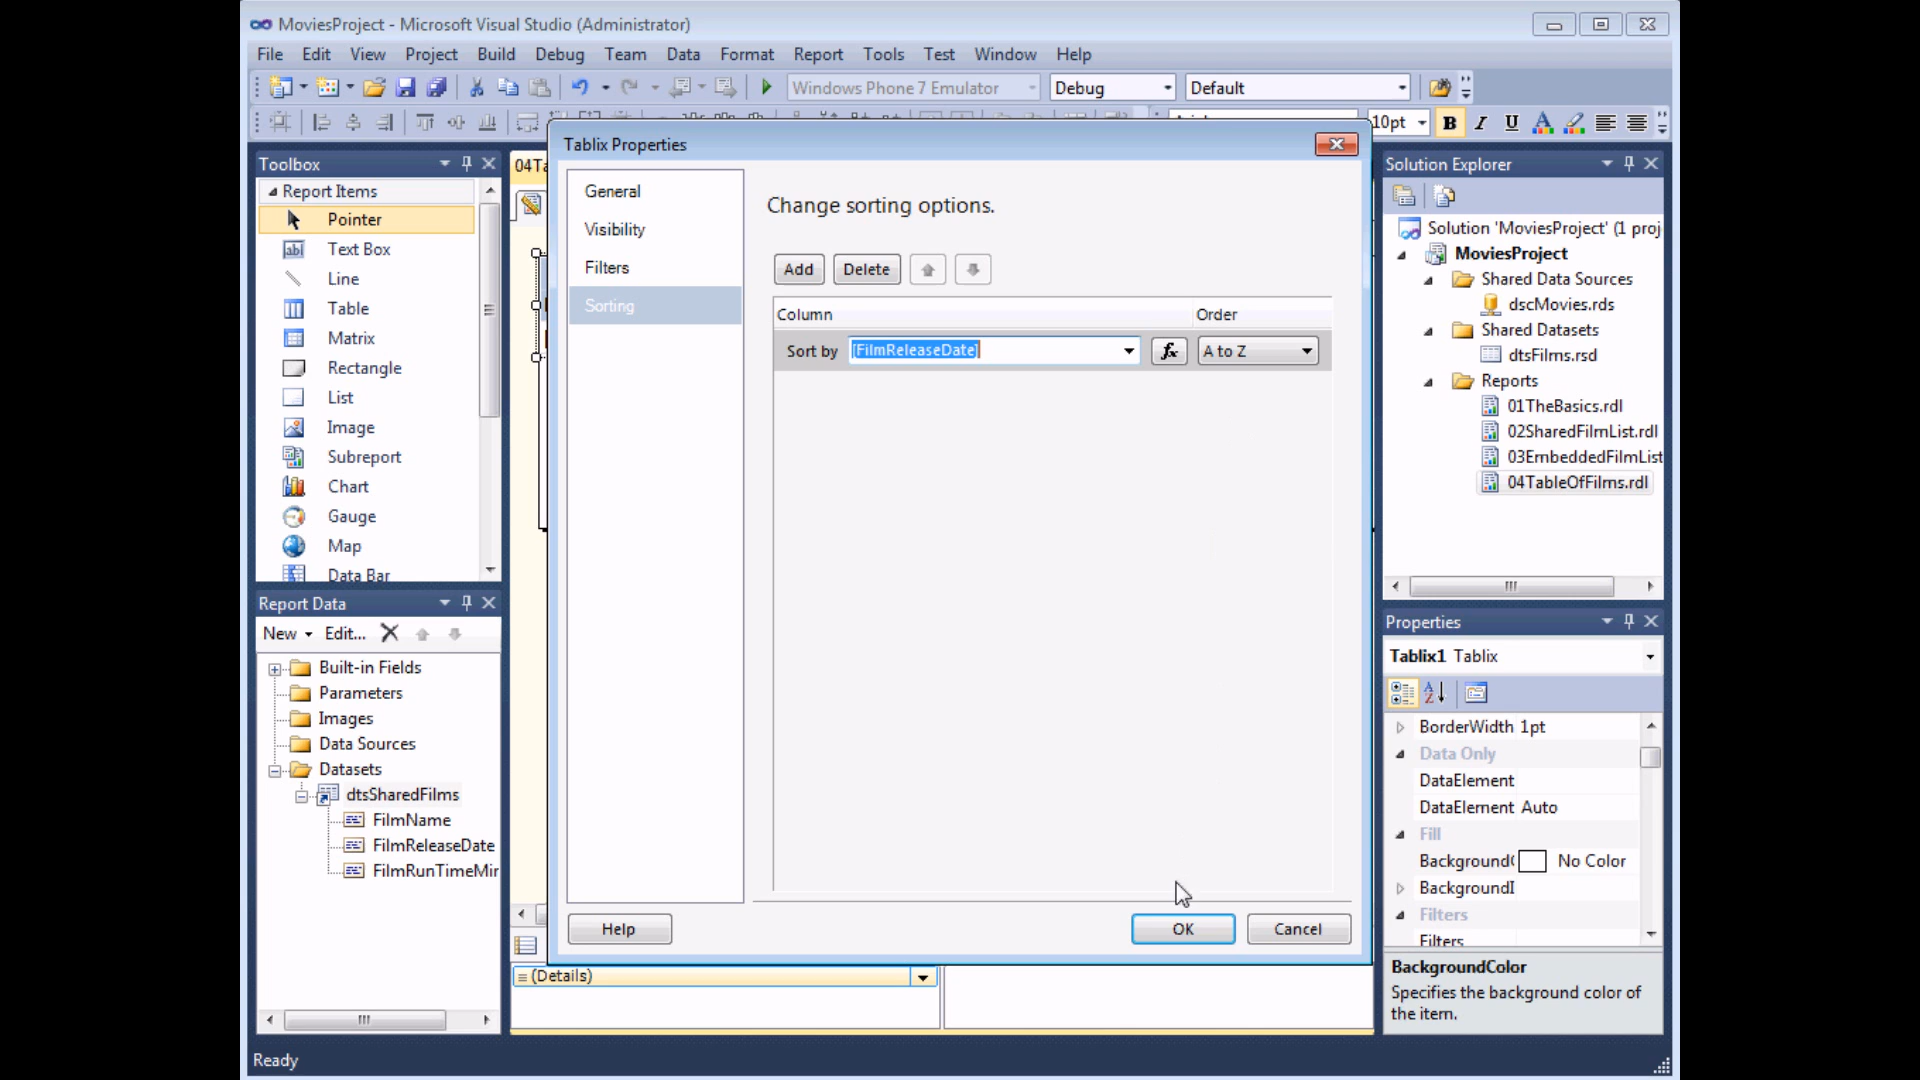 MoviesProject - Microsoft Visual Studio (Administrator)
File Edit View Project Build Debug Team Data Format Report Tools Test Window Help
Windows Phone 7 Emulator Debug Default
10pt B I U
Toolbox
Report Items
Pointer
Text Box
Line
Table
Matrix
Rectangle
List
Image
Subreport
Chart
Gauge
Map
Data Bar
Report Data
New Edit...
Built-in Fields
Parameters
Images
Data Sources
Datasets
dtsSharedFilms
FilmName
FilmReleaseDate
FilmRunTimeMin
04Ta
Tablix Properties
General
Visibility
Filters
Sorting
Change sorting options.
Add Delete
Column Order
Sort by [FilmReleaseDate] fx A to Z
Help OK Cancel
(Details)
Solution Explorer
Solution 'MoviesProject' (1 proj
MoviesProject
Shared Data Sources
dscMovies.rds
Shared Datasets
dtsFilms.rsd
Reports
01TheBasics.rdl
02SharedFilmList.rdl
03EmbeddedFilmList
04TableOfFilms.rdl
Properties
Tablix1 Tablix
BorderWidth 1pt
Data Only
DataElement
DataElement Auto
Fill
Background( No Color
BackgroundI
Filters
Filters
BackgroundColor
Specifies the background color of
the item.
Ready